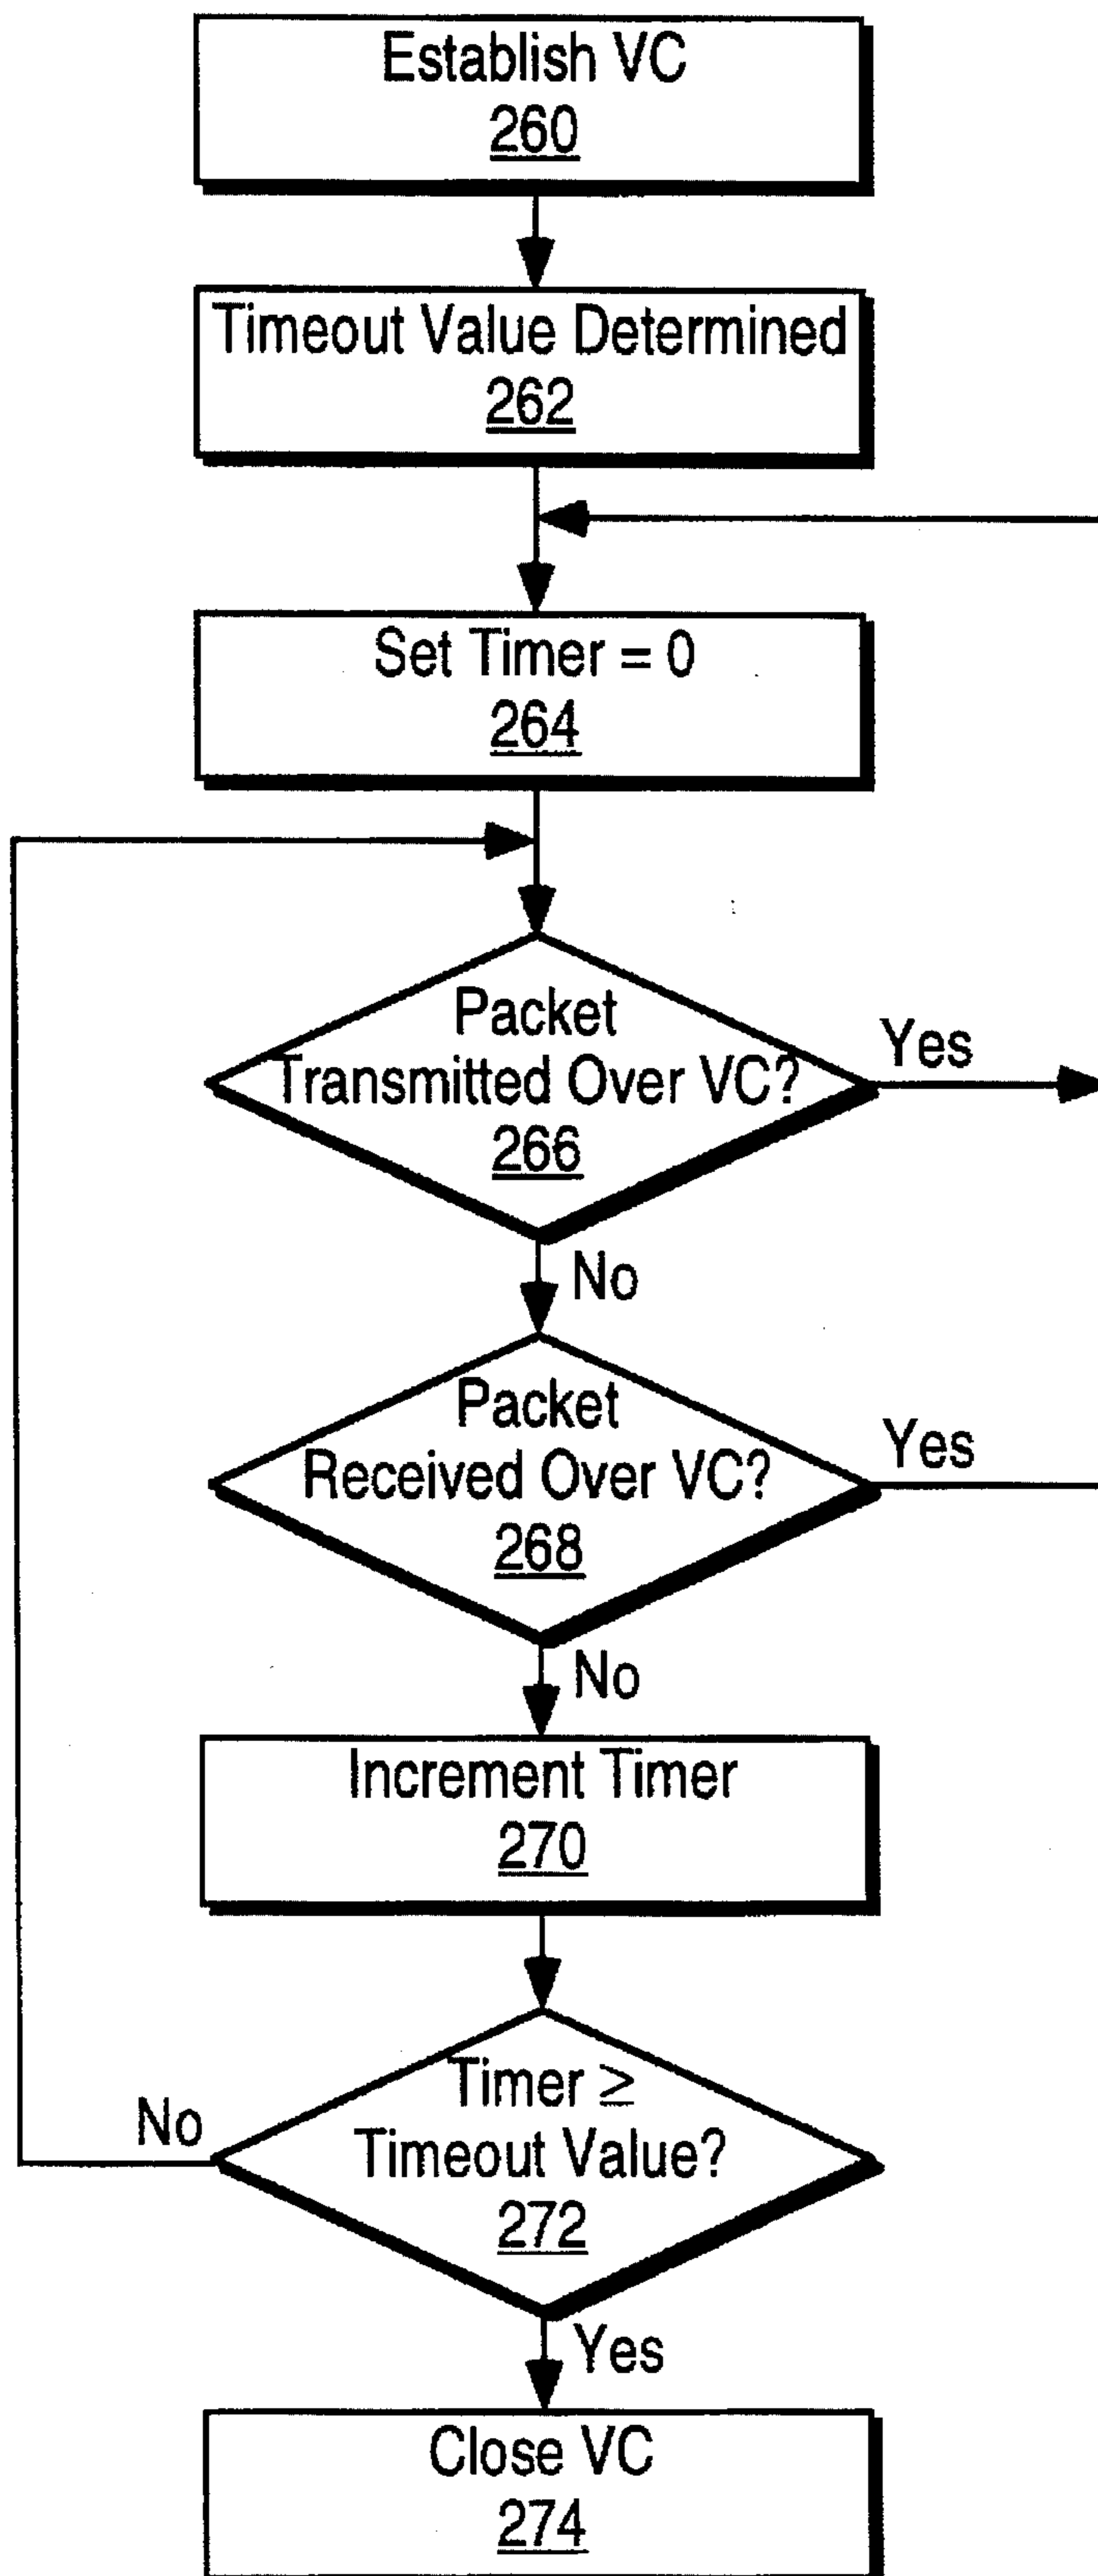 Establish VC
260
Timeout Value Determined
262
Set Timer = 0
264
Packet
Transmitted Over VC?
266
Yes
No
Packet
Received Over VC?
268
Yes
No
Increment Timer
270
Timer ≥
Timeout Value?
272
No
Yes
Close VC
274